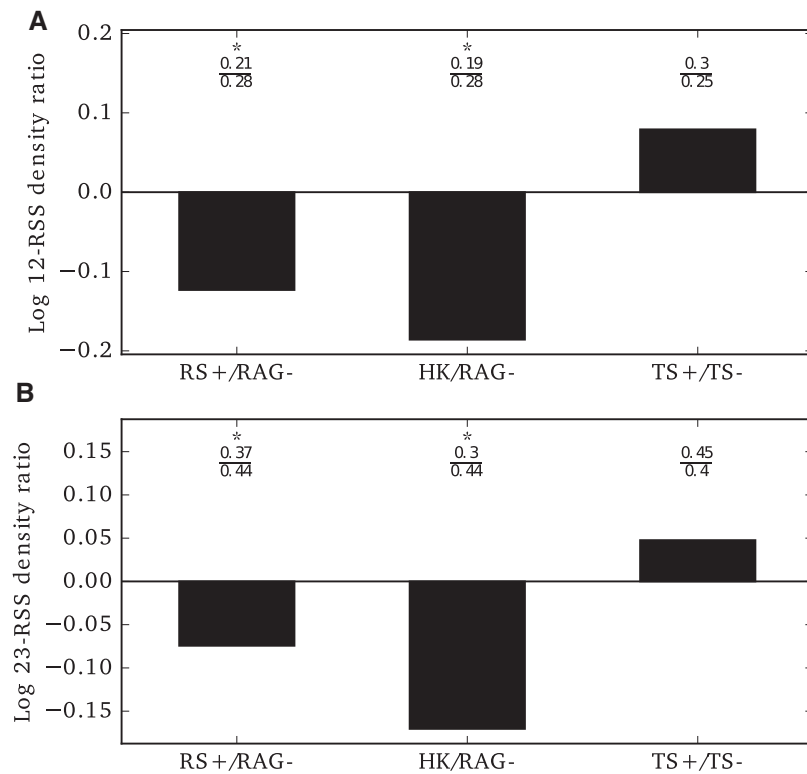 A
Log 12-RSS density ratio
0.2
0.1
0.0
−0.1
−0.2
*
0.21
0.28
*
0.19
0.28
0.3
0.25
RS+/RAG-
HK/RAG-
TS+/TS-
B
Log 23-RSS density ratio
0.15
0.10
0.05
0.00
−0.05
−0.10
−0.15
*
0.37
0.44
*
0.3
0.44
0.45
0.4
RS+/RAG-
HK/RAG-
TS+/TS-